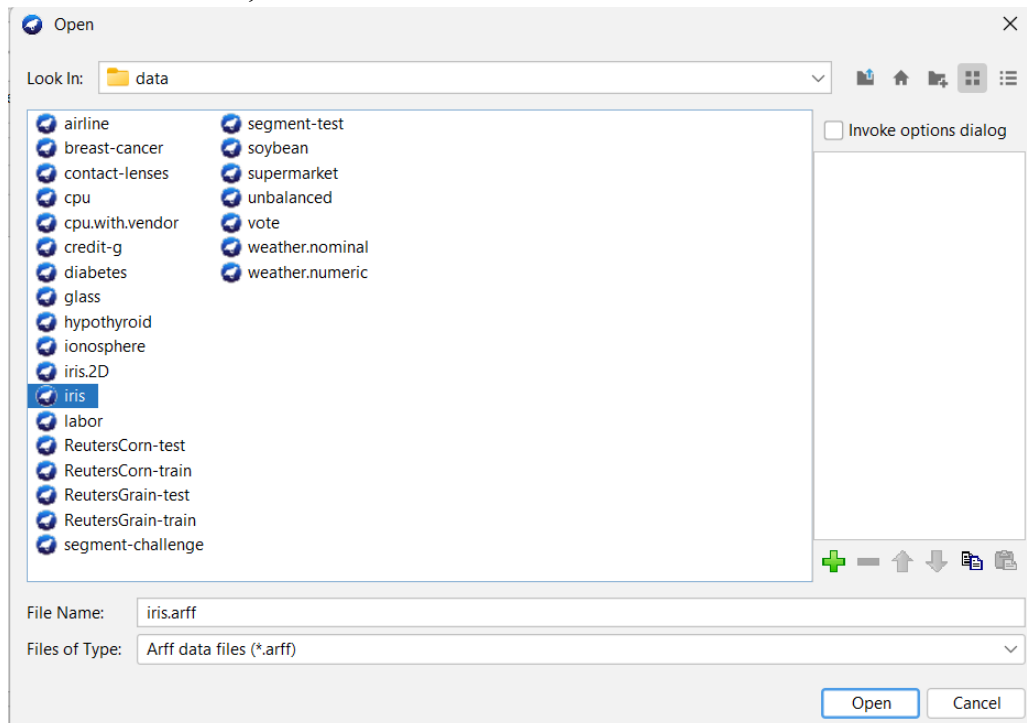 Open
Look In: data
airline
breast-cancer
contact-lenses
cpu
cpu.with.vendor
credit-g
diabetes
glass
hypothyroid
ionosphere
iris.2D
iris
labor
ReutersCorn-test
ReutersCorn-train
ReutersGrain-test
ReutersGrain-train
segment-challenge
segment-test
soybean
supermarket
unbalanced
vote
weather.nominal
weather.numeric
Invoke options dialog
File Name: iris.arff
Files of Type: Arff data files (*.arff)
Open Cancel